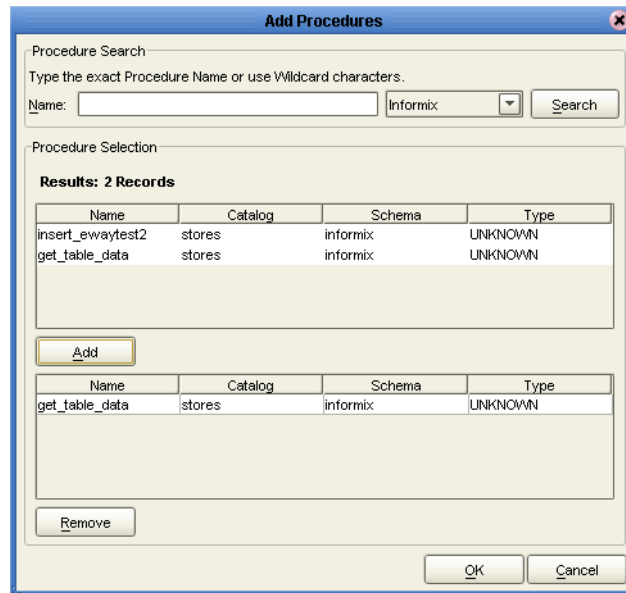 Add Procedures
Procedure Search
Type the exact Procedure Name or use Wildcard characters.
Name: Informix Search
Procedure Selection
Results: 2 Records
Name Catalog Schema Type
insert_ewaytest2 stores informix UNKNOWN
get_table_data stores informix UNKNOWN
Add
Name Catalog Schema Type
get_table_data stores informix UNKNOWN
Remove
OK Cancel